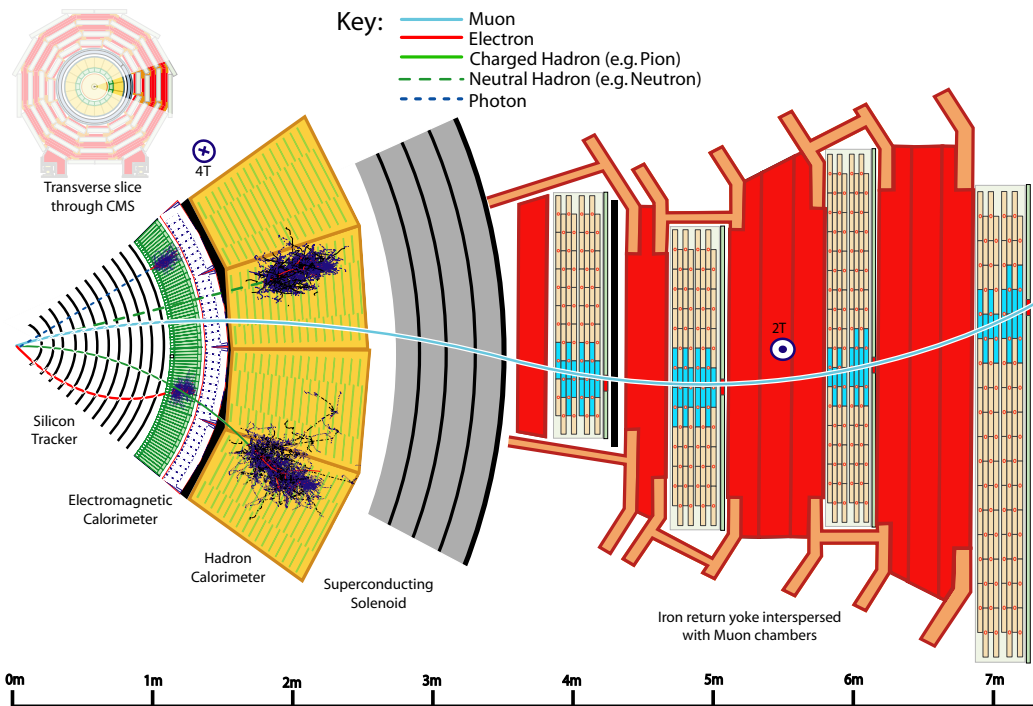 Key:
Muon
Electron
Charged Hadron (e.g. Pion)
Neutral Hadron (e.g. Neutron)
Photon
Transverse slice
through CMS
4T
2T
Silicon
Tracker
Electromagnetic
Calorimeter
Hadron
Calorimeter
Superconducting
Solenoid
Iron return yoke interspersed
with Muon chambers
0m
1m
2m
3m
4m
5m
6m
7m